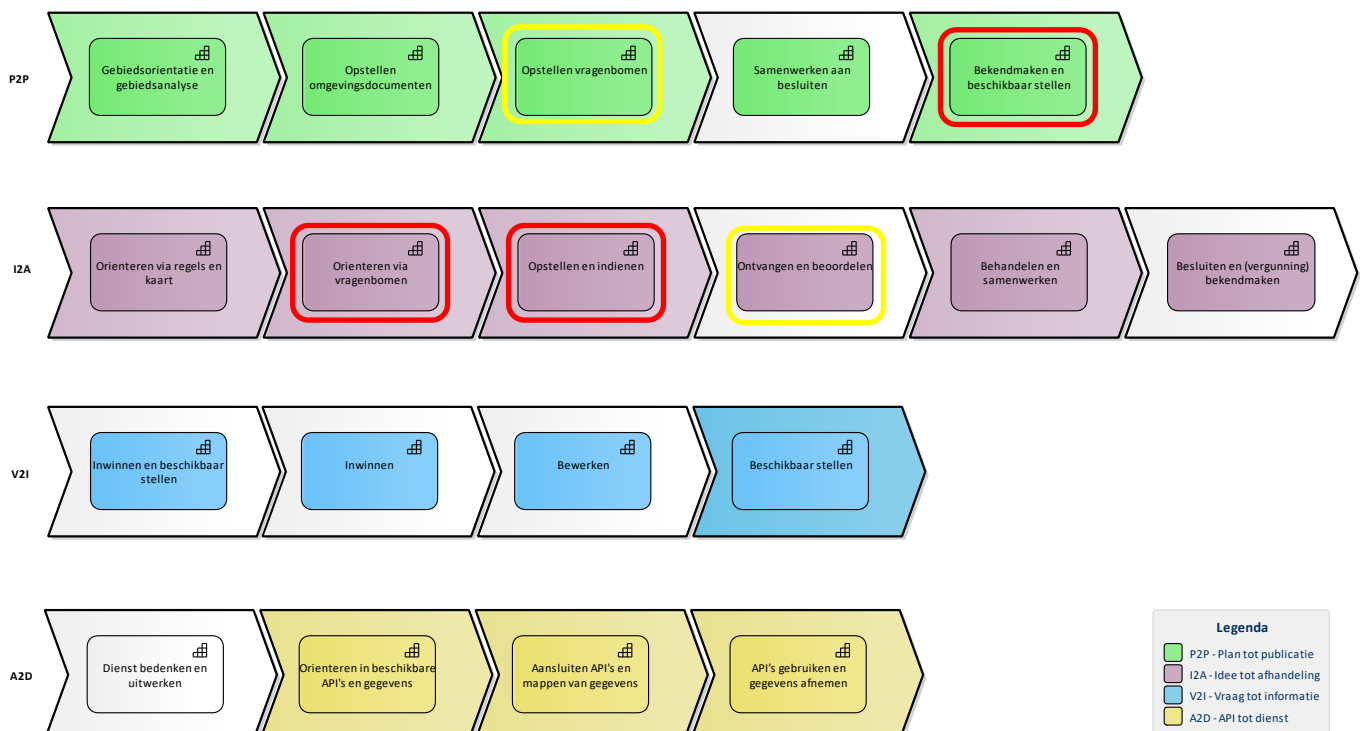 P2P
Gebiedsorientatie en
gebiedsanalyse
Opstellen
omgevingsdocumenten
Opstellen vragenbomen
Samenwerken aan
besluiten
Bekendmaken en
beschikbaar stellen
I2A
Orienteren via regels en
kaart
Orienteren via
vragenbomen
Opstellen en indienen
Ontvangen en beoordelen
Behandelen en
samenwerken
Besluiten en (vergunning)
bekendmaken
V2I
Inwinnen en beschikbaar
stellen
Inwinnen
Bewerken
Beschikbaar stellen
A2D
Dienst bedenken en
uitwerken
Orienteren in beschikbare
API's en gegevens
Aansluiten API's en
mappen van gegevens
API's gebruiken en
gegevens afnemen
Legenda
P2P - Plan tot publicatie
I2A - Idee tot afhandeling
V2I - Vraag tot informatie
A2D - API tot dienst